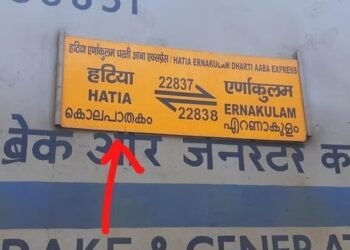 हटिया एर्णाकुलम धरती आबा एक्सप्रेस / HATIA ERNAKULAM DHARTI AABA EXPRESS
हटिया 22837 एर्णाकुलम
HATIA ERNAKULAM
കൊലപാതകം 22838 എറണാകുളം
ब्रेक और जनरेटर क
BRAKE & GENERAT